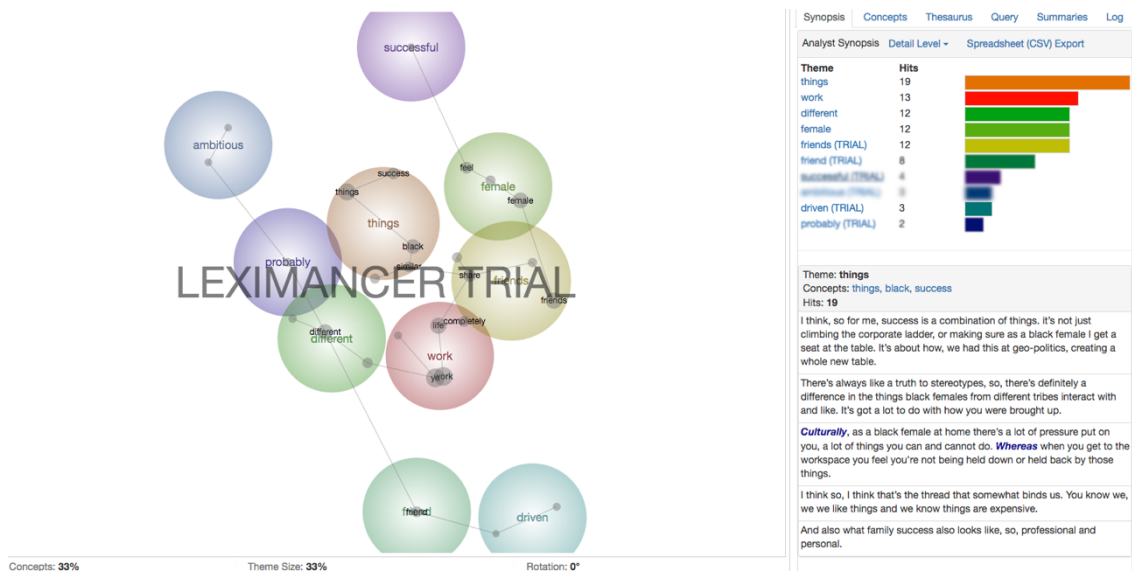 successful
ambitious
feel
female
female
success
things
things
black
similar
probably
share
friends
friends
LEXIMANCER TRIAL
different
different
life
completely
work
work
friend
friend
driven
Concepts: 33%
Theme Size: 33%
Rotation: 0°
Synopsis Concepts Thesaurus Query Summaries Log
Analyst Synopsis Detail Level Spreadsheet (CSV) Export
Theme Hits
things 19
work 13
different 12
female 12
friends (TRIAL) 12
friend (TRIAL) 8
successful (TRIAL) 4
ambitious (TRIAL) 3
driven (TRIAL) 3
probably (TRIAL) 2
Theme: things
Concepts: things, black, success
Hits: 19
I think, so for me, success is a combination of things. it's not just
climbing the corporate ladder, or making sure as a black female I get a
seat at the table. It's about how, we had this at geo-politics, creating a
whole new table.
There's always like a truth to stereotypes, so, there's definitely a
difference in the things black females from different tribes interact with
and like. It's got a lot to do with how you were brought up.
Culturally, as a black female at home there's a lot of pressure put on
you, a lot of things you can and cannot do. Whereas when you get to the
workspace you feel you're not being held down or held back by those
things.
I think so, I think that's the thread that somewhat binds us. You know we,
we we like things and we know things are expensive.
And also what family success also looks like, so, professional and
personal.